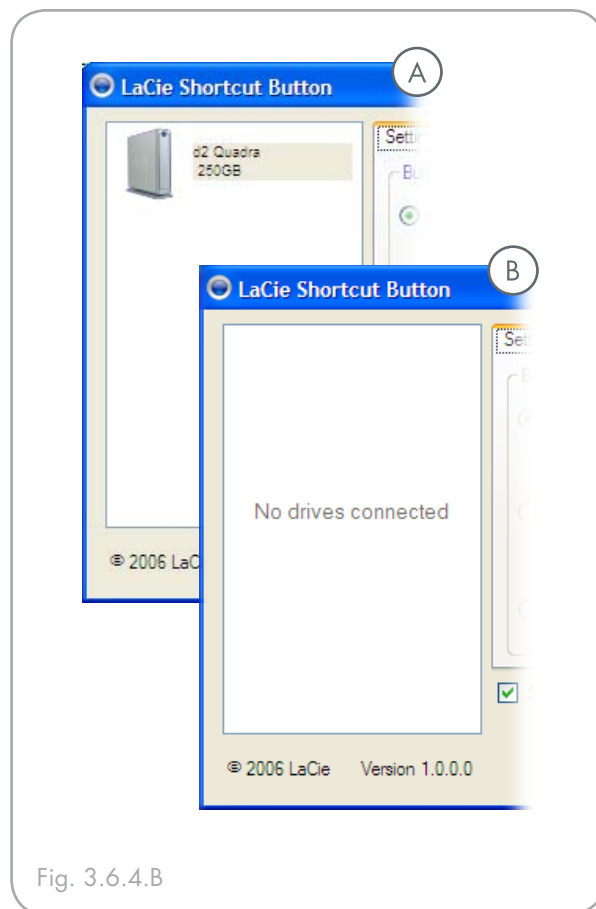 A
LaCie Shortcut Button
d2 Quadra
250GB
B
LaCie Shortcut Button
No drives connected
© 2006
© 2006 LaCie Version 1.0.0.0
Fig. 3.6.4.B